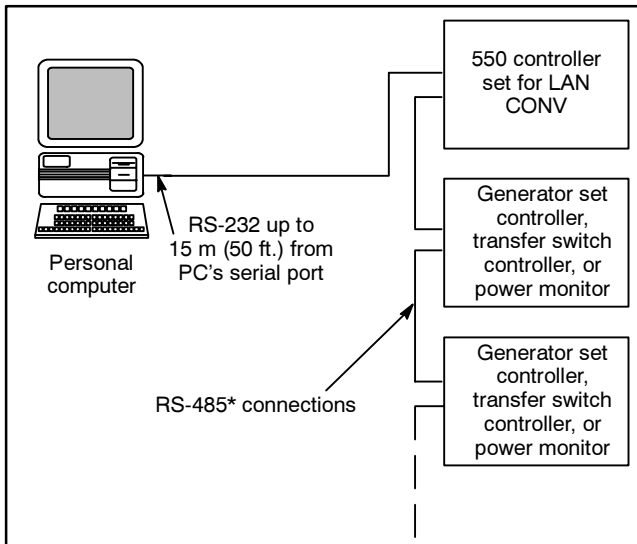 550 controller
set for LAN
CONV
RS-232 up to
15 m (50 ft.) from
PC's serial port
Personal
computer
Generator set
controller,
transfer switch
controller, or
power monitor
RS-485* connections
Generator set
controller,
transfer switch
controller, or
power monitor